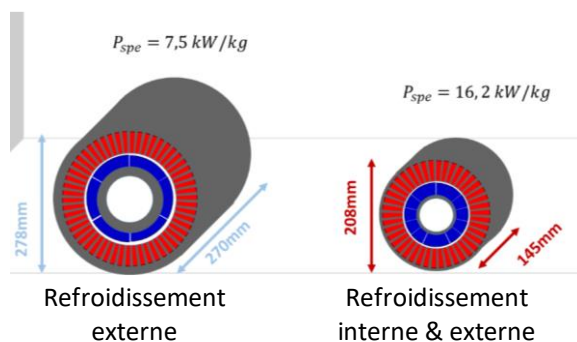 P_spe = 7,5 kW/kg
P_spe = 16,2 kW/kg
278mm
270mm
208mm
145mm
Refroidissement
externe
Refroidissement
interne & externe